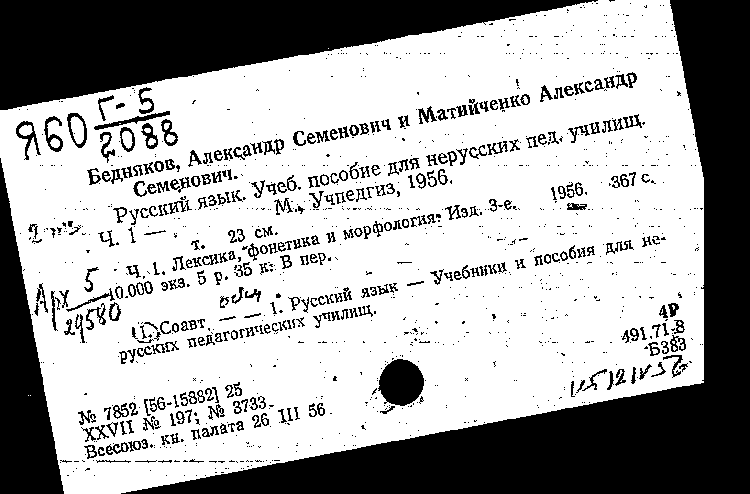 Я60 Г-5
2088
Бедняков, Александр Семенович и Матийченко Александр
Семенович.
Русский язык. Учеб. пособие для нерусских пед. училищ.
Ч. 1 — М., Учпедгиз, 1956.
2
т. 23 см.
Ч. 1. Лексика, фонетика и морфология: Изд. 3-е. 1956. 367 с.
10.000 экз. 5 р. 35 к. В пер.
Арх 5
29580
(1.) Соавт. — — 1. Русский язык — Учебники и пособия для не-
русских педагогических училищ.
4Р
491.71-8
Б383
№ 7852 [56-15882] 25
XXVII № 197; № 3733.
Всесоюз. кн. палата 26 III 56